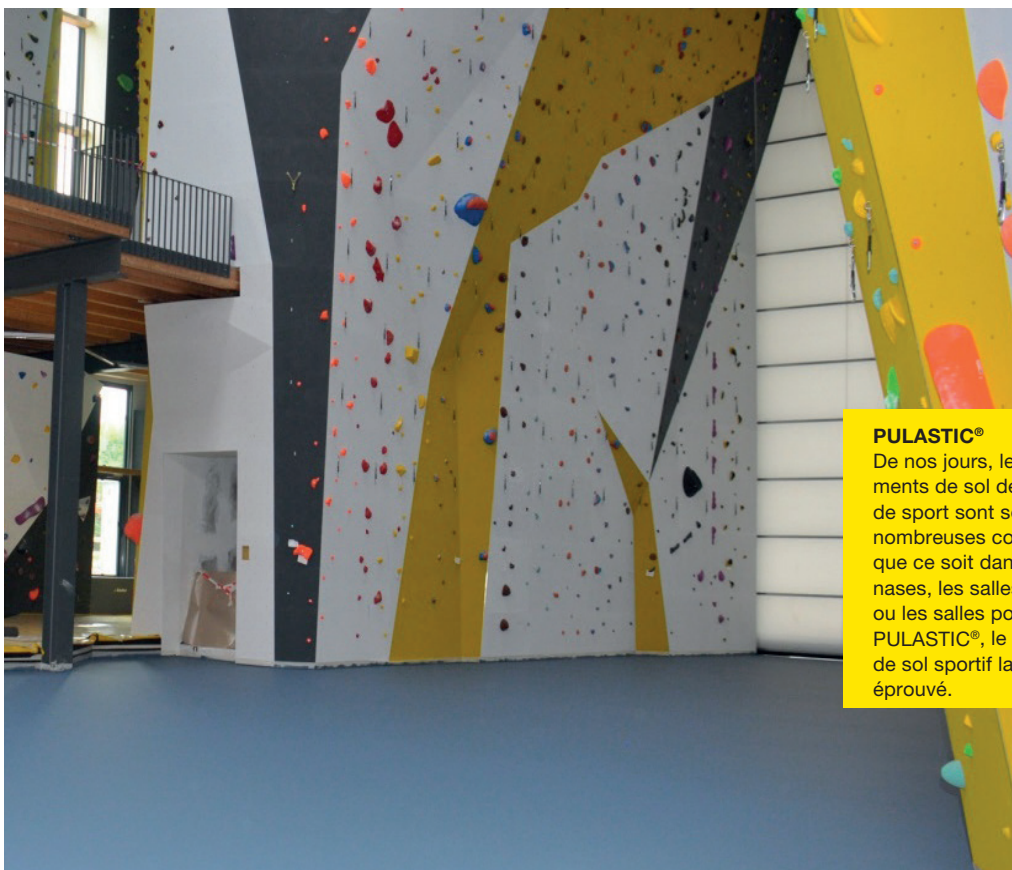 PULASTIC®
De nos jours, le
ments de sol de
de sport sont s
nombreuses co
que ce soit dan
nases, les salles
ou les salles po
PULASTIC®, le
de sol sportif la
éprouvé.